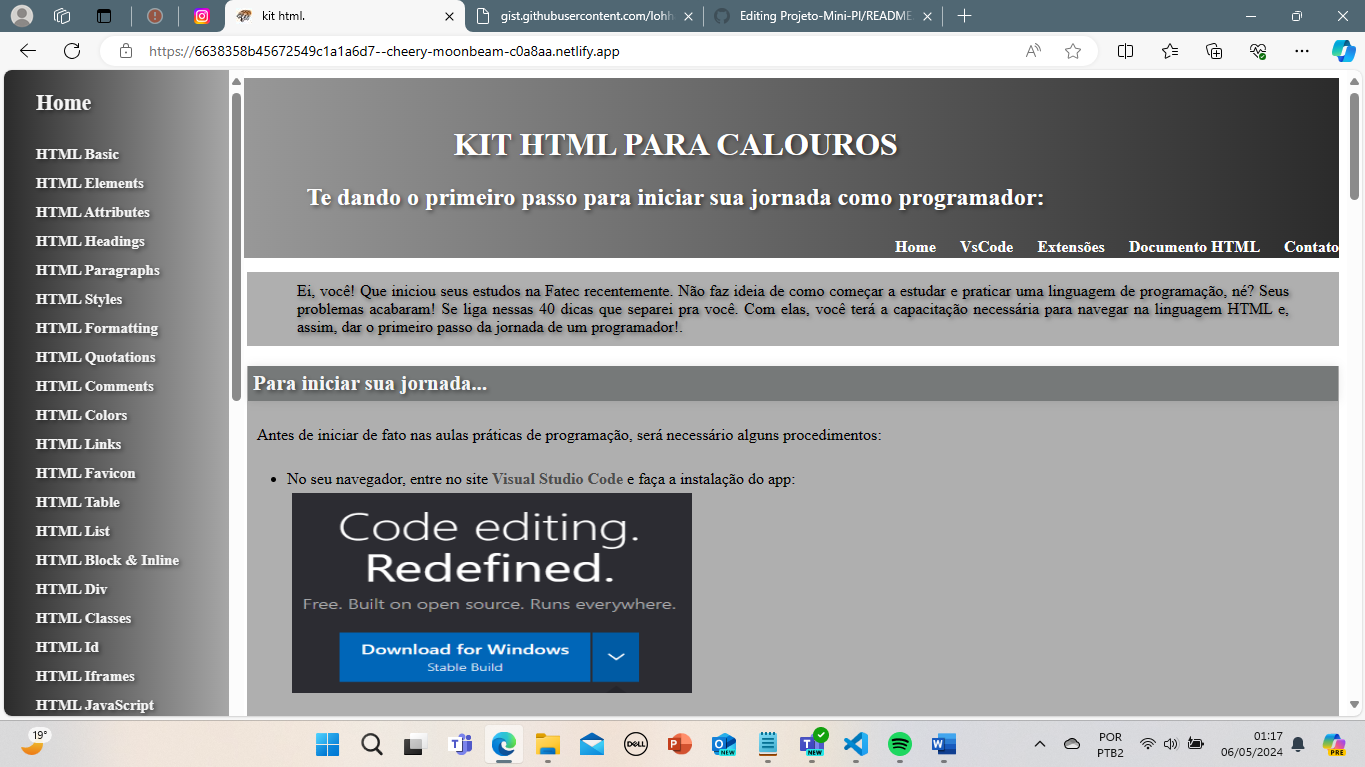 kit html.
gist.githubusercontent.com/lohh
Editing Projeto-Mini-PI/README.
https://6638358b45672549c1a1a6d7--cheery-moonbeam-c0a8aa.netlify.app
Home
HTML Basic
HTML Elements
HTML Attributes
HTML Headings
HTML Paragraphs
HTML Styles
HTML Formatting
HTML Quotations
HTML Comments
HTML Colors
HTML Links
HTML Favicon
HTML Table
HTML List
HTML Block & Inline
HTML Div
HTML Classes
HTML Id
HTML Iframes
HTML JavaScript
KIT HTML PARA CALOUROS
Te dando o primeiro passo para iniciar sua jornada como programador:
Home VsCode Extensões Documento HTML Contato
Ei, você! Que iniciou seus estudos na Fatec recentemente. Não faz ideia de como começar a estudar e praticar uma linguagem de programação, né? Seus
problemas acabaram! Se liga nessas 40 dicas que separei pra você. Com elas, você terá a capacitação necessária para navegar na linguagem HTML e,
assim, dar o primeiro passo da jornada de um programador!.
Para iniciar sua jornada...
Antes de iniciar de fato nas aulas práticas de programação, será necessário alguns procedimentos:
• No seu navegador, entre no site Visual Studio Code e faça a instalação do app:
Code editing.
Redefined.
Free. Built on open source. Runs everywhere.
Download for Windows
Stable Build
19°
DELL
NEW
NEW
POR
PTB2
01:17
06/05/2024
PRE